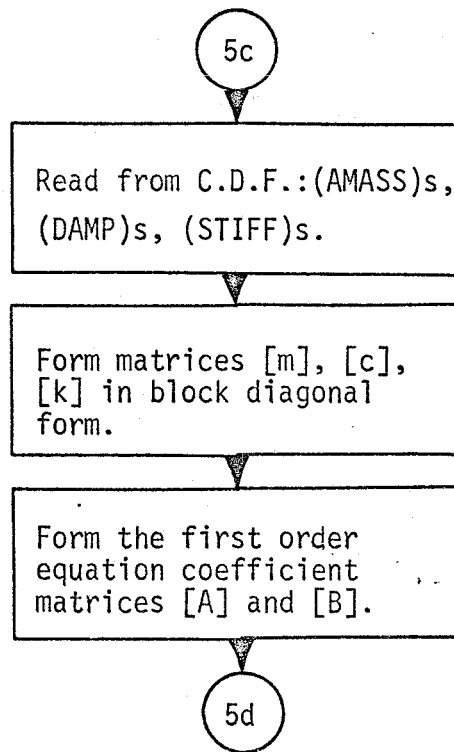 5c
Read from C.D.F.:(AMASS)s,
(DAMP)s, (STIFF)s.
Form matrices [m], [c],
[k] in block diagonal
form.
Form the first order
equation coefficient
matrices [A] and [B].
5d